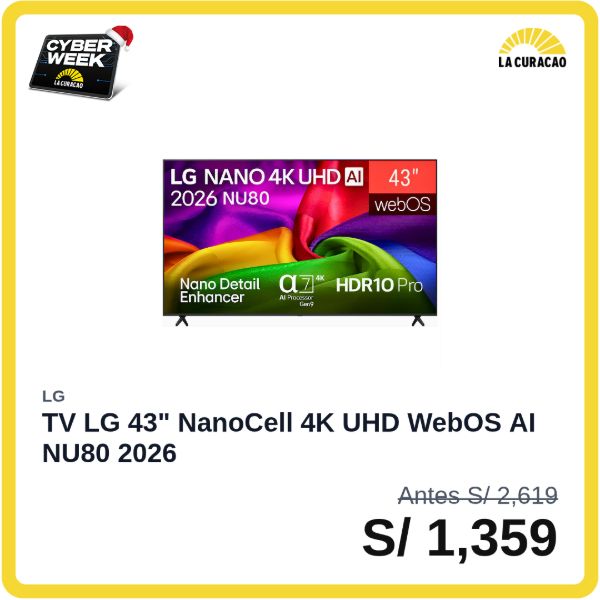 CYBER
WEEK
LA CURACAO
LA CURACAO
LG NANO 4K UHD AI
43"
2026 NU80
webOS
Nano Detail
Enhancer
α7 4K
AI Processor
Gen9
HDR10 Pro
LG
TV LG 43" NanoCell 4K UHD WebOS AI
NU80 2026
Antes S/ 2,619
S/ 1,359